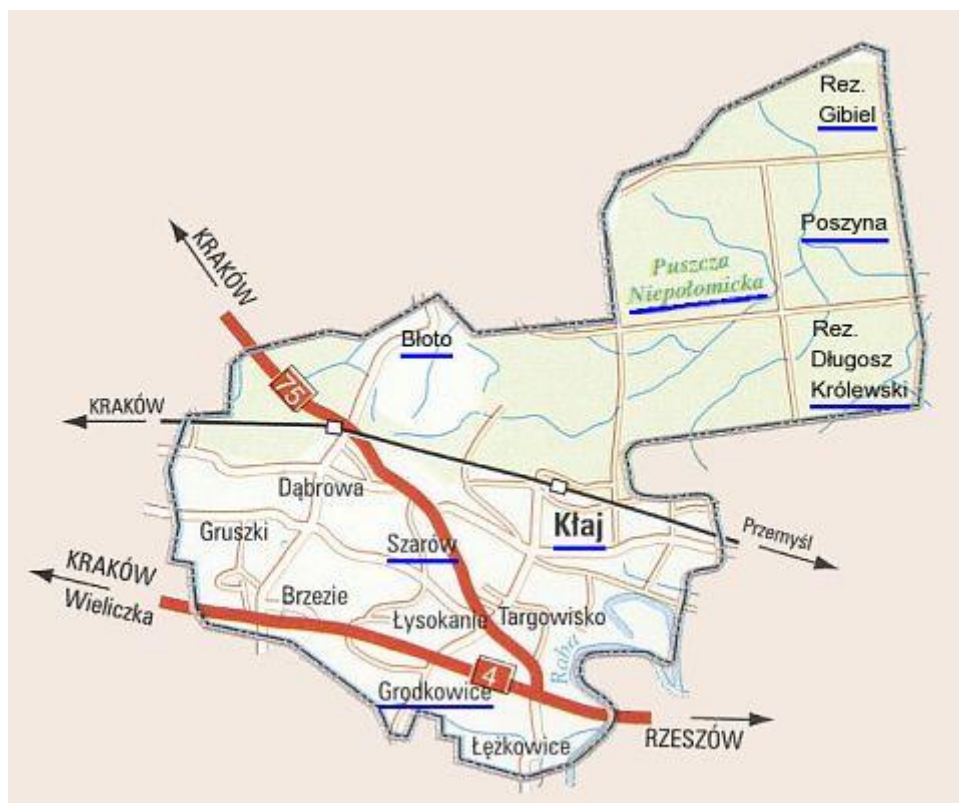 Rez.
Gibiel
KRAKÓW
Poszyna
Puszcza
Niepołomicka
Błoto
Rez.
Długosz
Królewski
75
KRAKÓW
Dąbrowa
Gruszki
Kłaj
Szarów
Przemyśl
KRAKÓW
Wieliczka
Brzezie
Łysokanie
Targowisko
Raba
4
Grodkowice
RZESZÓW
Łężkowice